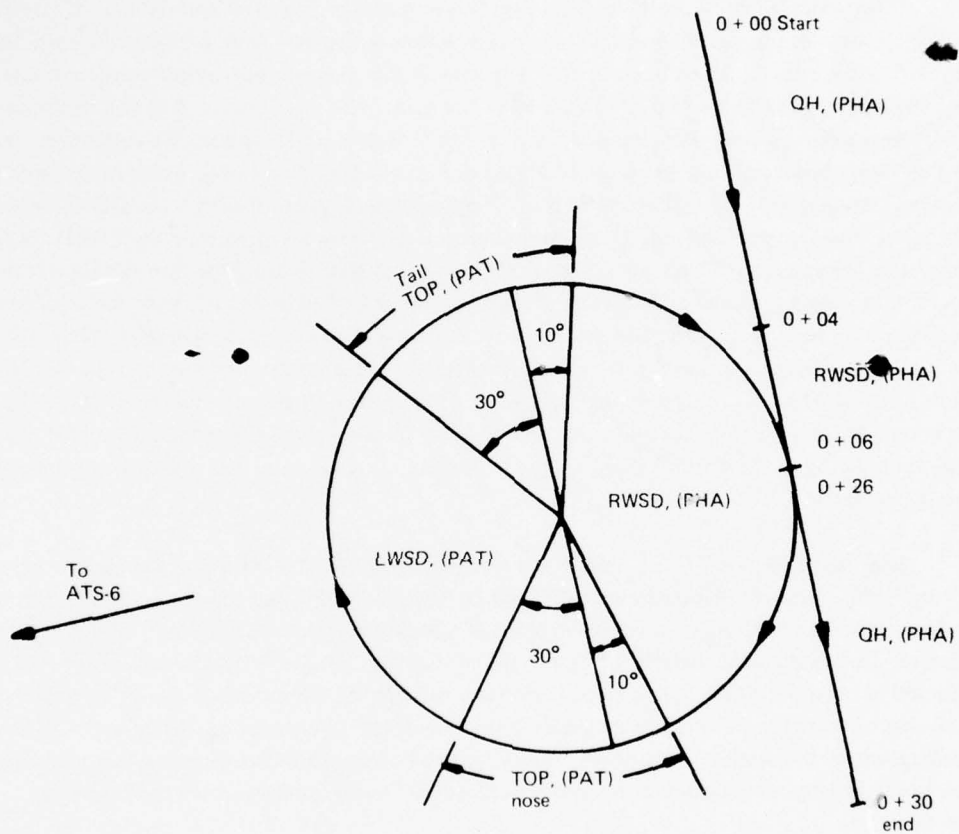 0 + 00 Start
QH, (PHA)
Tail
TOP, (PAT)
10°
0 + 04
RWSD, (PHA)
30°
0 + 06
0 + 26
RWSD, (PHA)
LWSD, (PAT)
To
ATS-6
QH, (PHA)
30°
10°
TOP, (PAT)
nose
0 + 30
end